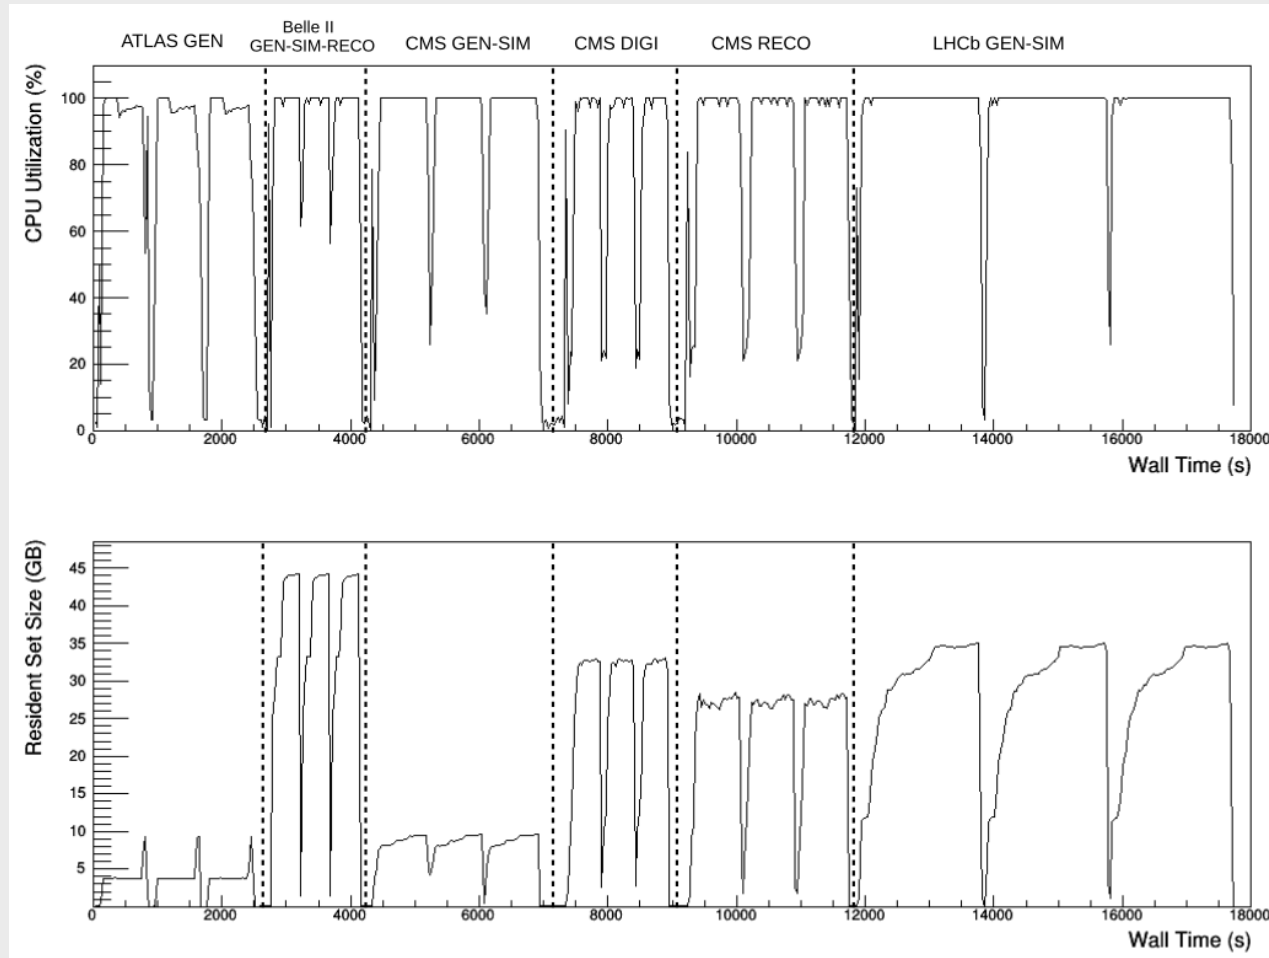 ATLAS GEN
Belle II
GEN-SIM-RECO
CMS GEN-SIM
CMS DIGI
CMS RECO
LHCb GEN-SIM
CPU Utilization (%)
100
80
60
40
20
0
0 2000 4000 6000 8000 10000 12000 14000 16000 18000
Wall Time (s)
Resident Set Size (GB)
45
40
35
30
25
20
15
10
5
0 2000 4000 6000 8000 10000 12000 14000 16000 18000
Wall Time (s)